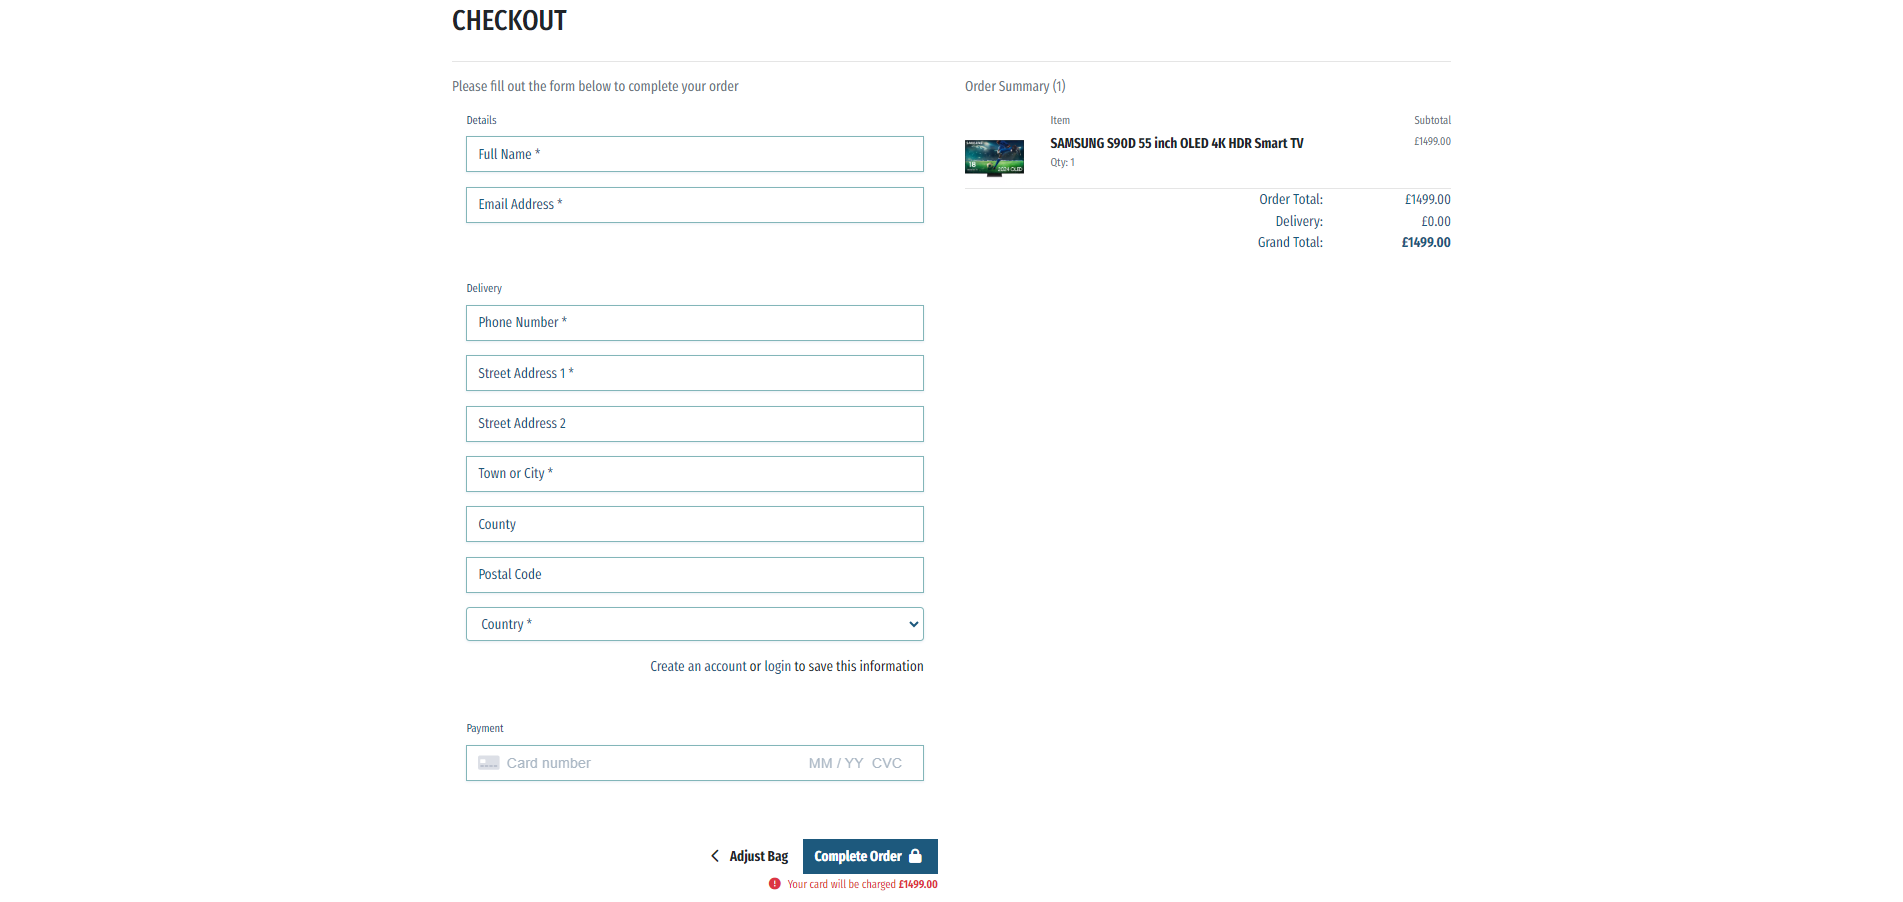 CHECKOUT
Please fill out the form below to complete your order
Details
Full Name *
Email Address *
Delivery
Phone Number *
Street Address 1 *
Street Address 2
Town or City *
County
Postal Code
Country *
Create an account or login to save this information
Payment
Card number MM / YY CVC
Adjust Bag
Complete Order
Your card will be charged £1499.00
Order Summary (1)
Item Subtotal
SAMSUNG S90D 55 inch OLED 4K HDR Smart TV £1499.00
Qty: 1
Order Total: £1499.00
Delivery: £0.00
Grand Total: £1499.00